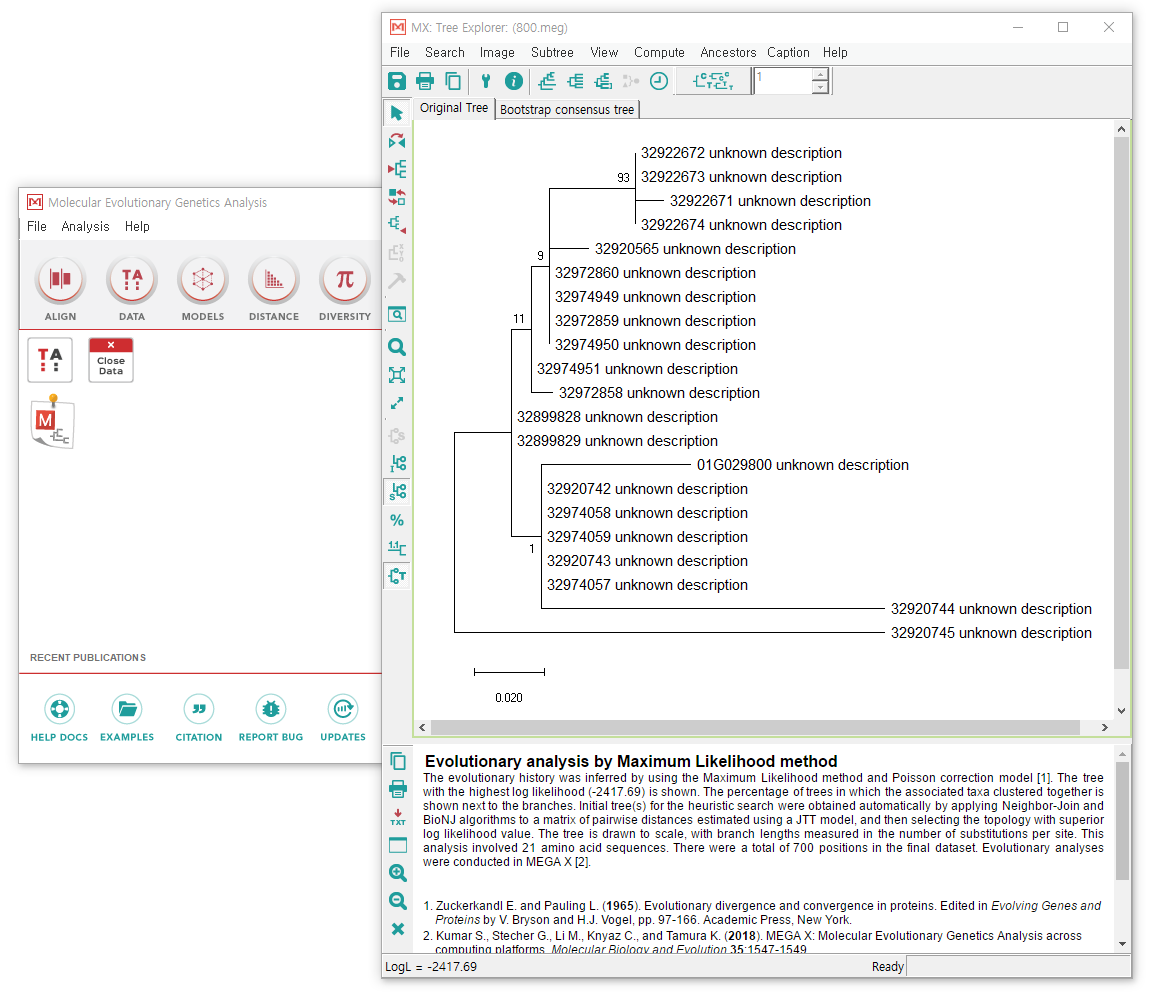 MX: Tree Explorer: (800.meg)
File Search Image Subtree View Compute Ancestors Caption Help
1
Original Tree Bootstrap consensus tree
32922672 unknown description
93
32922673 unknown description
32922671 unknown description
32922674 unknown description
32920565 unknown description
9
32972860 unknown description
32974949 unknown description
11
32972859 unknown description
32974950 unknown description
32974951 unknown description
32972858 unknown description
32899828 unknown description
32899829 unknown description
01G029800 unknown description
32920742 unknown description
32974058 unknown description
32974059 unknown description
1
32920743 unknown description
32974057 unknown description
32920744 unknown description
32920745 unknown description
0.020
Molecular Evolutionary Genetics Analysis
File Analysis Help
TA
π
ALIGN DATA MODELS DISTANCE DIVERSITY
TA
Close
Data
M
RECENT PUBLICATIONS
HELP DOCS EXAMPLES CITATION REPORT BUG UPDATES
%
TXT
Evolutionary analysis by Maximum Likelihood method
The evolutionary history was inferred by using the Maximum Likelihood method and Poisson correction model [1]. The tree
with the highest log likelihood (-2417.69) is shown. The percentage of trees in which the associated taxa clustered together is
shown next to the branches. Initial tree(s) for the heuristic search were obtained automatically by applying Neighbor-Join and
BioNJ algorithms to a matrix of pairwise distances estimated using a JTT model, and then selecting the topology with superior
log likelihood value. The tree is drawn to scale, with branch lengths measured in the number of substitutions per site. This
analysis involved 21 amino acid sequences. There were a total of 700 positions in the final dataset. Evolutionary analyses
were conducted in MEGA X [2].
1. Zuckerkandl E. and Pauling L. (1965). Evolutionary divergence and convergence in proteins. Edited in Evolving Genes and
Proteins by V. Bryson and H.J. Vogel, pp. 97-166. Academic Press, New York.
2. Kumar S., Stecher G., Li M., Knyaz C., and Tamura K. (2018). MEGA X: Molecular Evolutionary Genetics Analysis across
computing platforms. Molecular Biology and Evolution 35:1547-1549.
LogL = -2417.69 Ready